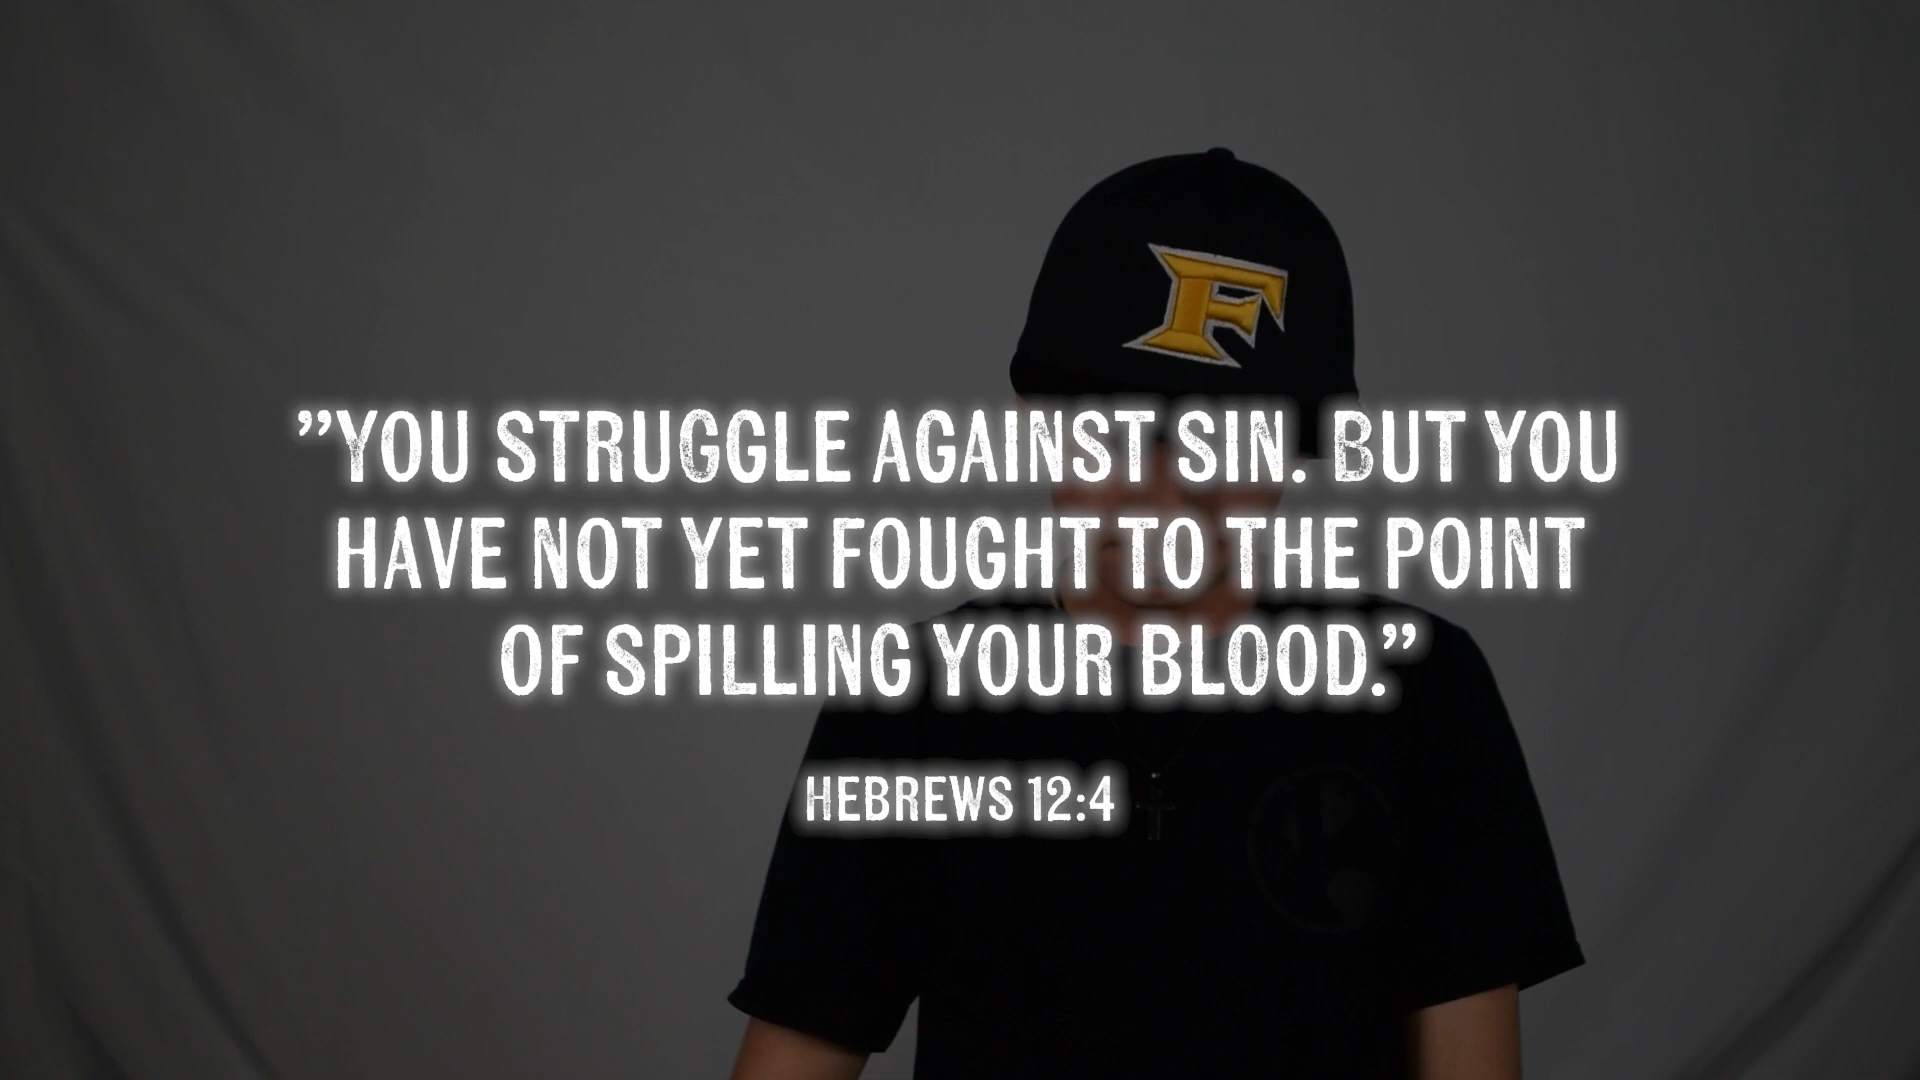 F
”YOU STRUGGLE AGAINST SIN. BUT YOU
HAVE NOT YET FOUGHT TO THE POINT
OF SPILLING YOUR BLOOD.”
HEBREWS 12:4